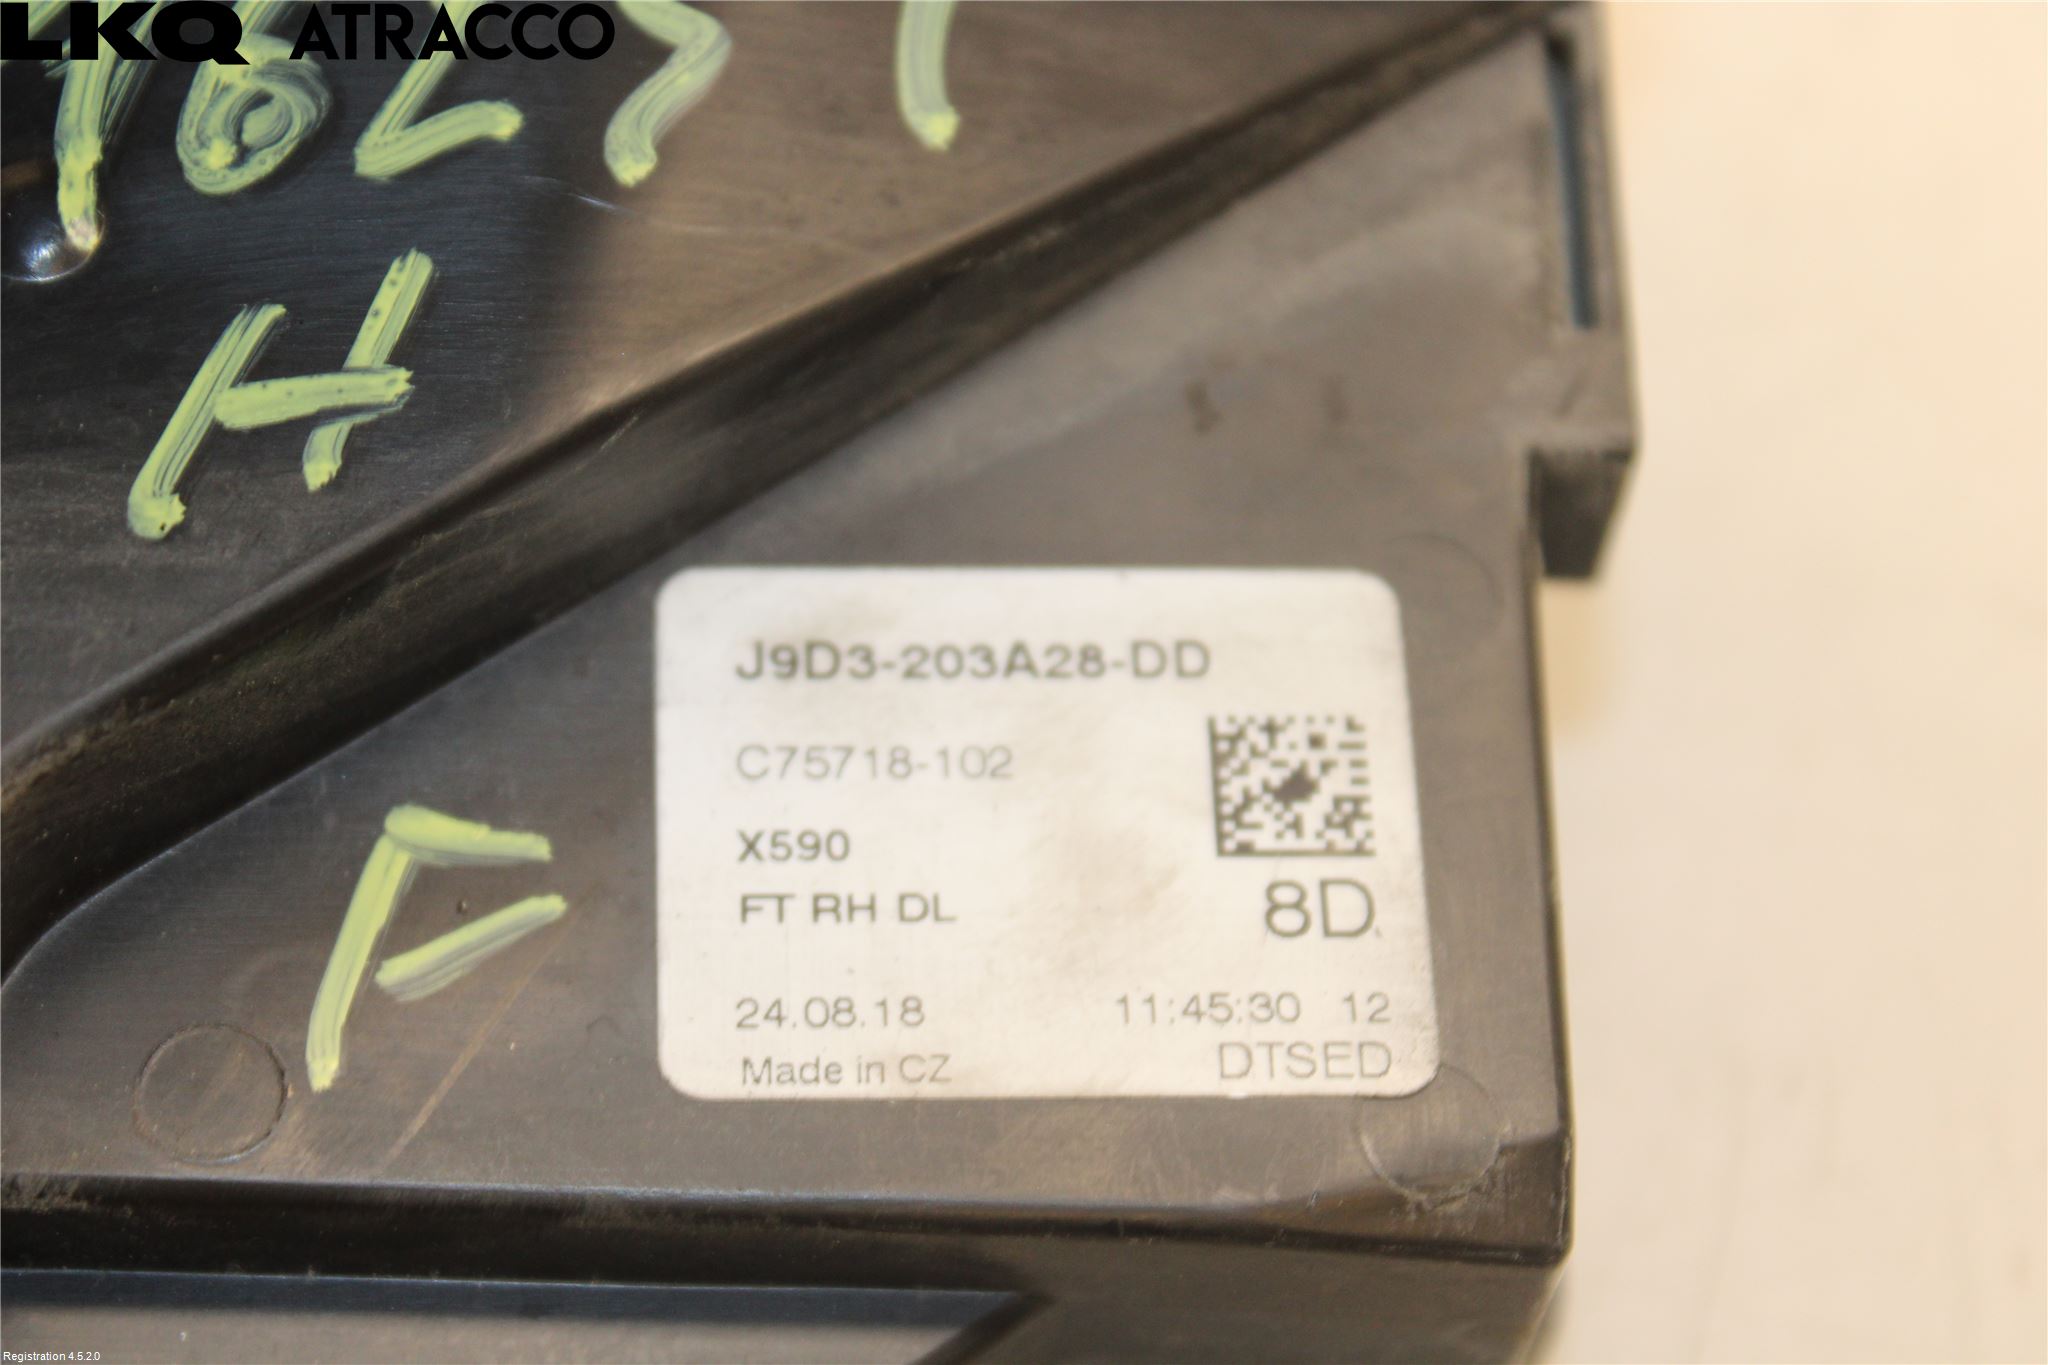 LKQ ATRACCO
H
F
J9D3-203A28-DD
C75718-102
X590
FT RH DL
8D
24.08.18 11:45:30 12
Made in CZ DTSED
Registration 4.5.2.0